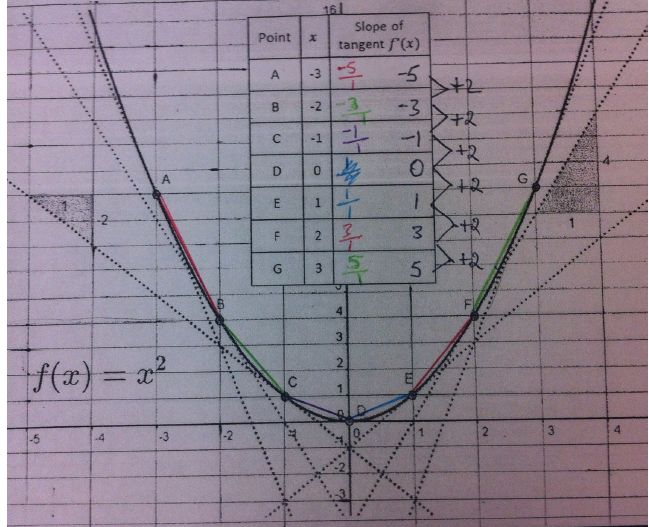 16
Point x Slope of
tangent f'(x)
A -3 -5/1 -5
B -2 -3/1 -3
C -1 -1/1 -1
D 0 0
E 1 1/1 1
F 2 3/1 3
G 3 5/1 5
+2
+2
+2
+2
+2
+2
A
G
1
-2
4
1
B
F
5
4
3
2
1
0
C
E
D
f(x) = x²
-5 -4 -3 -2 -1 0 1 2 3 4
-1
-2
-3